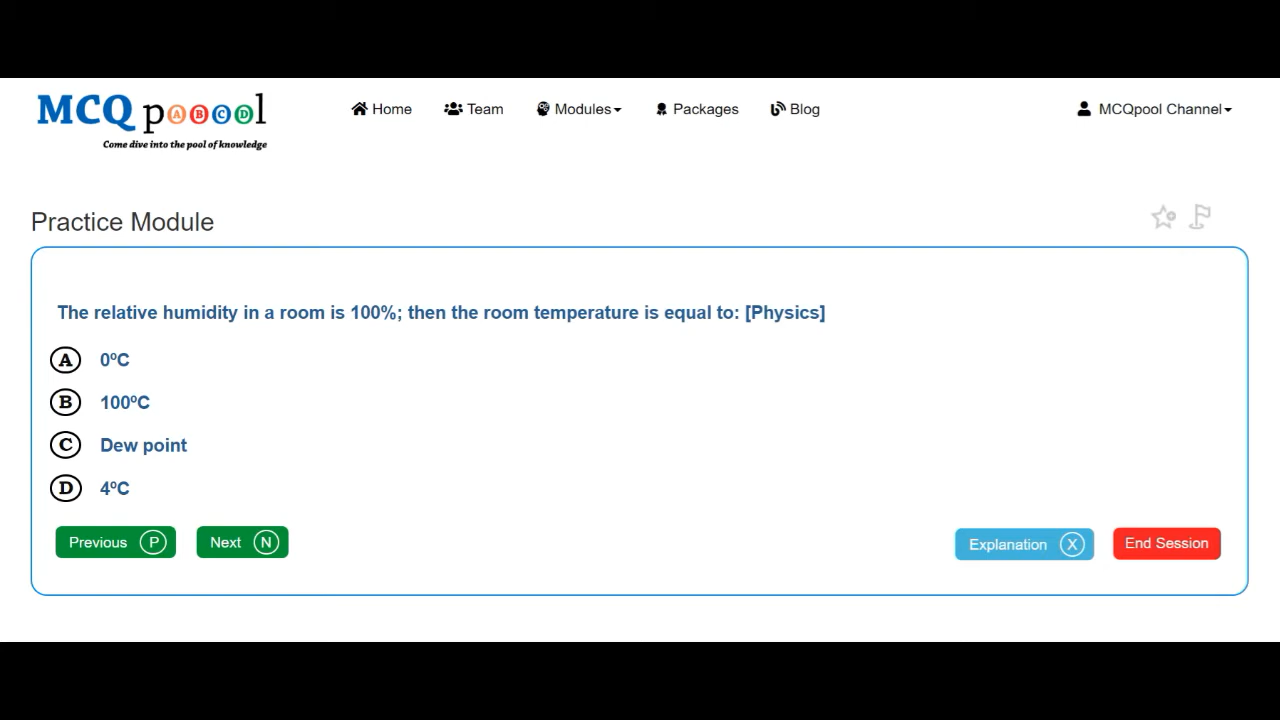 MCQ pABCDl
Come dive into the pool of knowledge
Home
Team
Modules
Packages
Blog
MCQpool Channel
Practice Module
The relative humidity in a room is 100%; then the room temperature is equal to: [Physics]
A 0ºC
B 100ºC
C Dew point
D 4ºC
Previous P
Next N
Explanation X
End Session